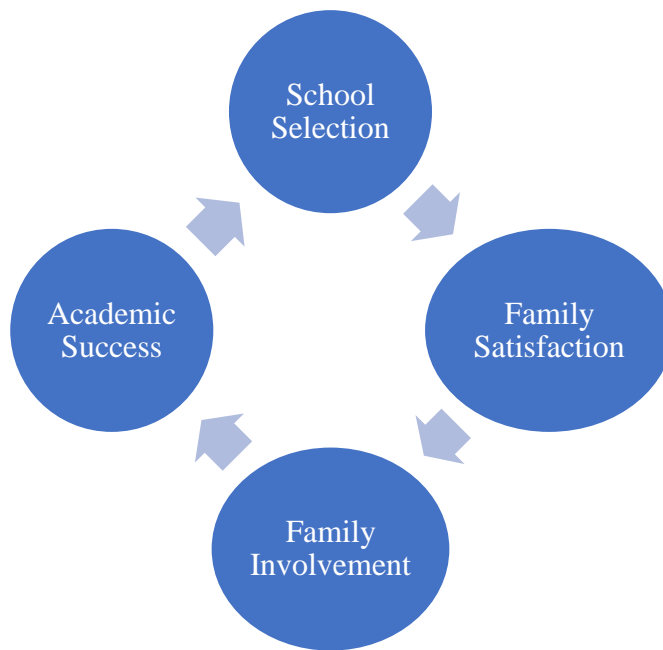 School
Selection
Family
Satisfaction
Family
Involvement
Academic
Success